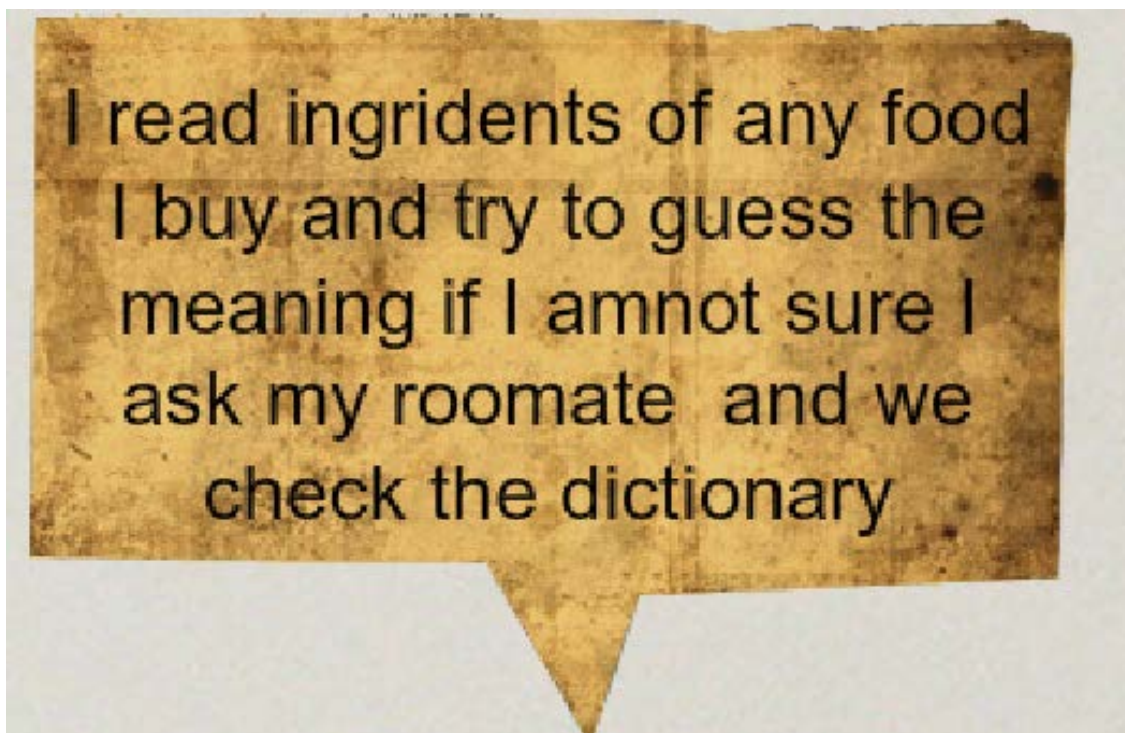 I read ingridents of any food
I buy and try to guess the
meaning if I amnot sure I
ask my roomate  and we
check the dictionary